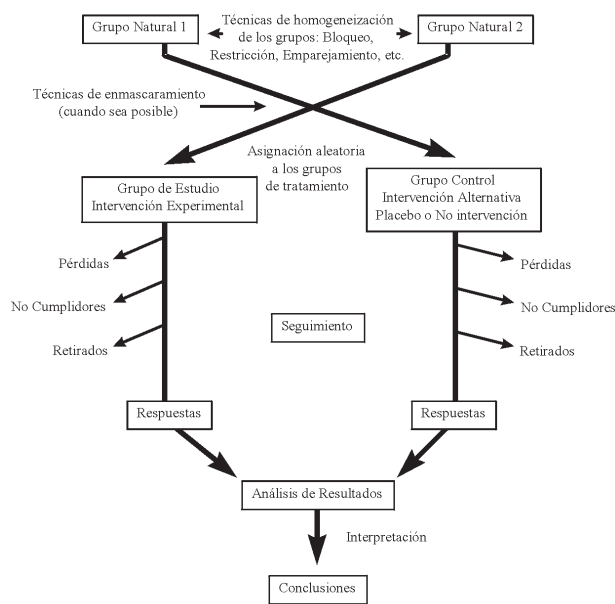 Grupo Natural 1
Técnicas de homogeneización
de los grupos: Bloqueo,
Restricción, Emparejamiento, etc.
Grupo Natural 2
Técnicas de enmascaramiento
(cuando sea posible)
Asignación aleatoria
a los grupos
de tratamiento
Grupo de Estudio
Intervención Experimental
Grupo Control
Intervención Alternativa
Placebo o No intervención
Pérdidas
No Cumplidores
Retirados
Seguimiento
Pérdidas
No Cumplidores
Retirados
Respuestas
Respuestas
Análisis de Resultados
Interpretación
Conclusiones